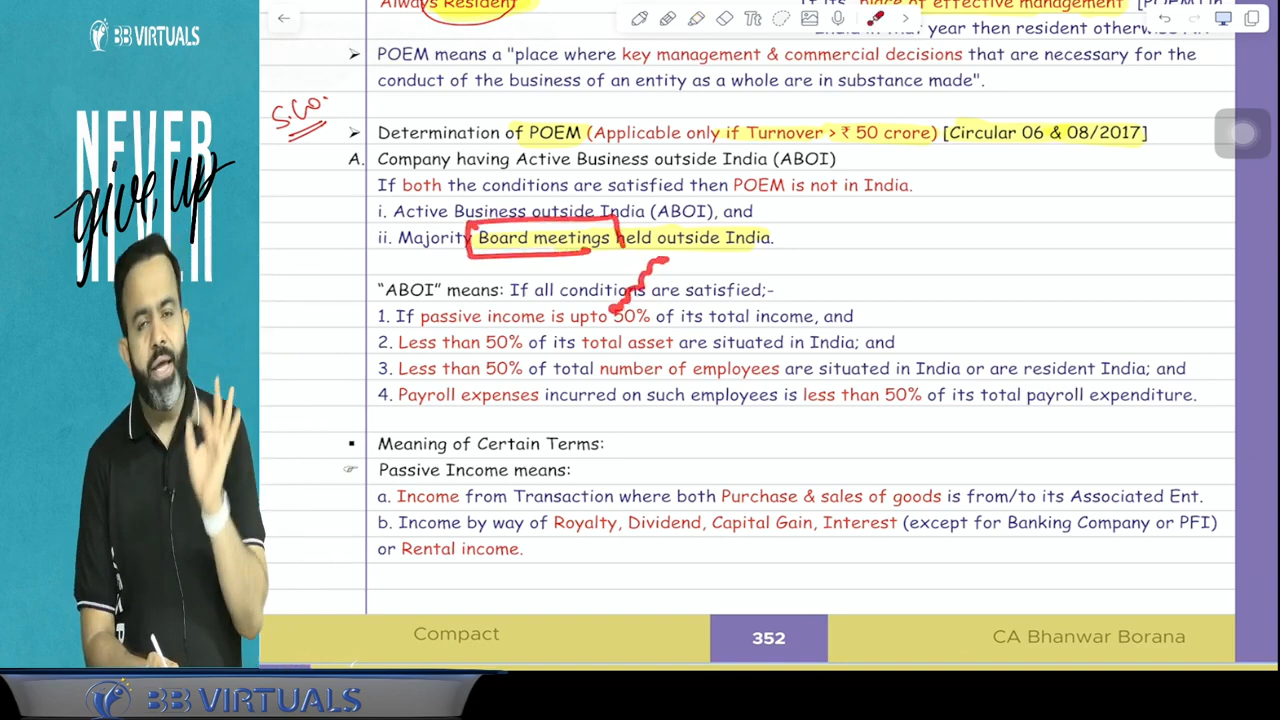 BB VIRTUALS
NEVER
give up
NEVER
Always Resident
place of effective management
India in that year then resident otherwise
➤ POEM means a "place where key management & commercial decisions that are necessary for the
conduct of the business of an entity as a whole are in substance made".
S.Co.
➤ Determination of POEM (Applicable only if Turnover > ₹ 50 crore) [Circular 06 & 08/2017]
A. Company having Active Business outside India (ABOI)
If both the conditions are satisfied then POEM is not in India.
i. Active Business outside India (ABOI), and
ii. Majority Board meetings held outside India.
“ABOI” means: If all conditions are satisfied;-
1. If passive income is upto 50% of its total income, and
2. Less than 50% of its total asset are situated in India; and
3. Less than 50% of total number of employees are situated in India or are resident India; and
4. Payroll expenses incurred on such employees is less than 50% of its total payroll expenditure.
▪ Meaning of Certain Terms:
☞ Passive Income means:
a. Income from Transaction where both Purchase & sales of goods is from/to its Associated Ent.
b. Income by way of Royalty, Dividend, Capital Gain, Interest (except for Banking Company or PFI)
or Rental income.
Compact 352 CA Bhanwar Borana
BB VIRTUALS